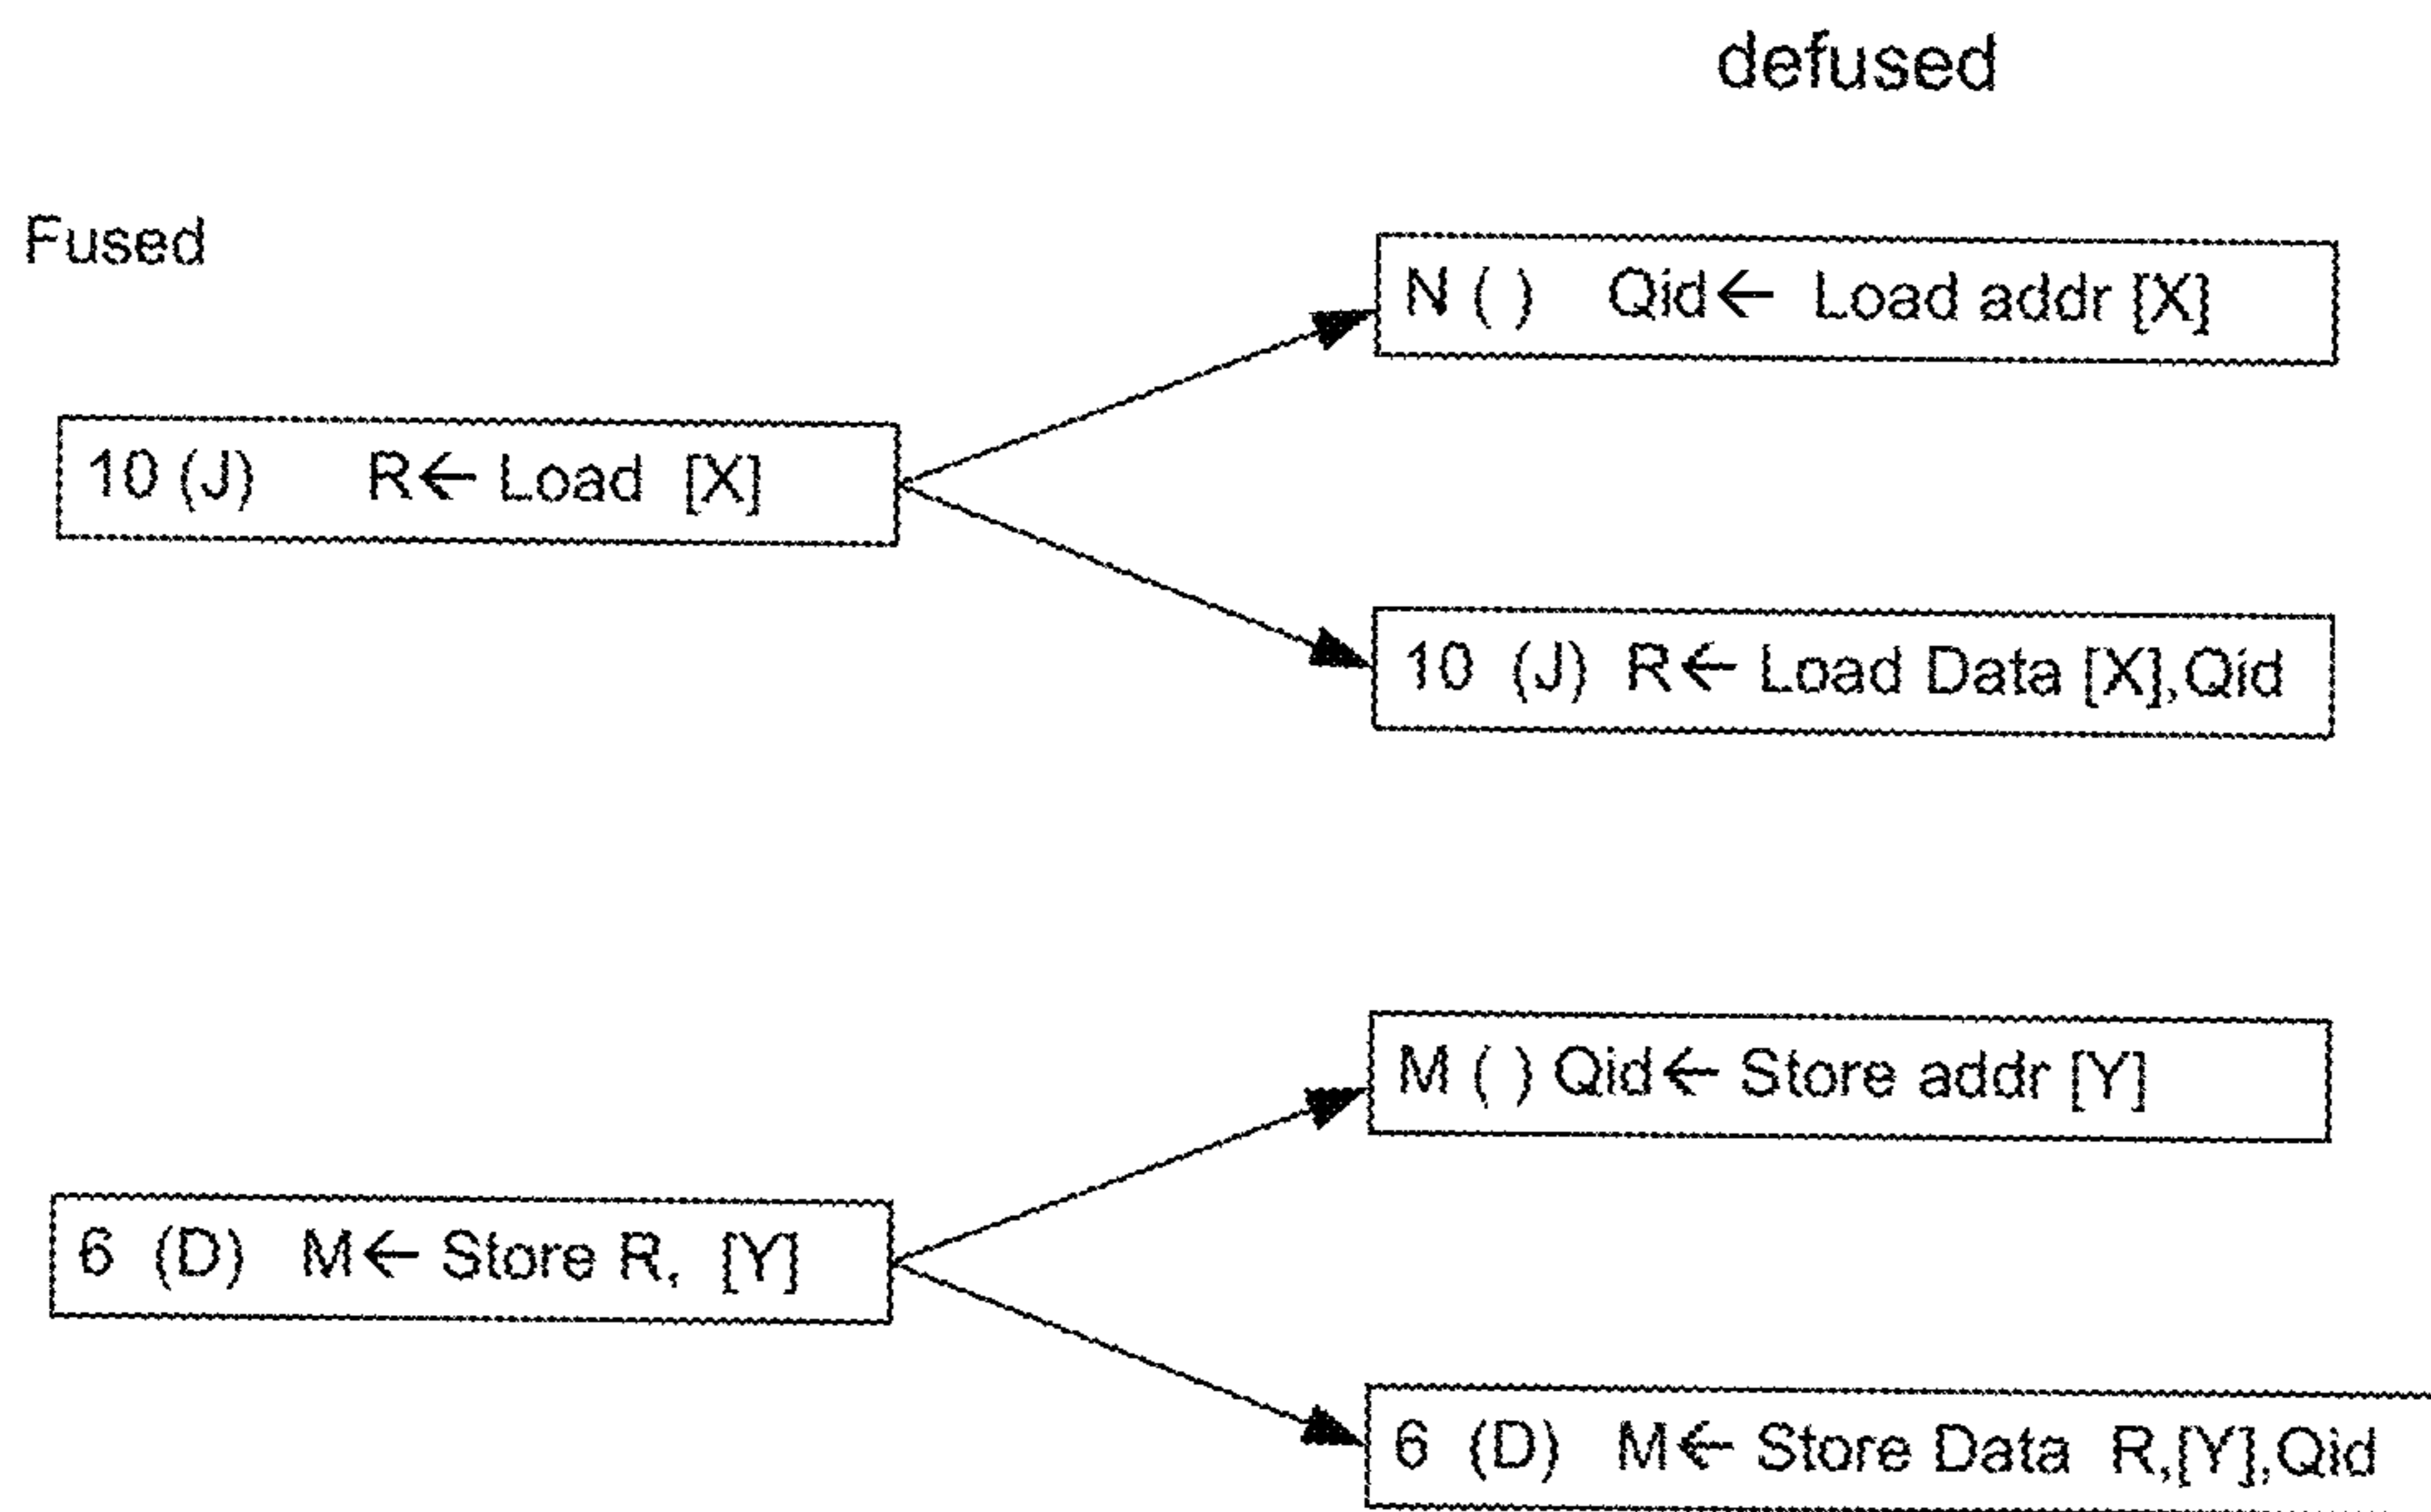 defused
Fused
N ( ) Qid← Load addr [X]
10 (J) R← Load [X]
10 (J) R← Load Data [X],Qid
M ( ) Qid← Store addr [Y]
6 (D) M← Store R, [Y]
6 (D) M← Store Data R,[Y],Qid